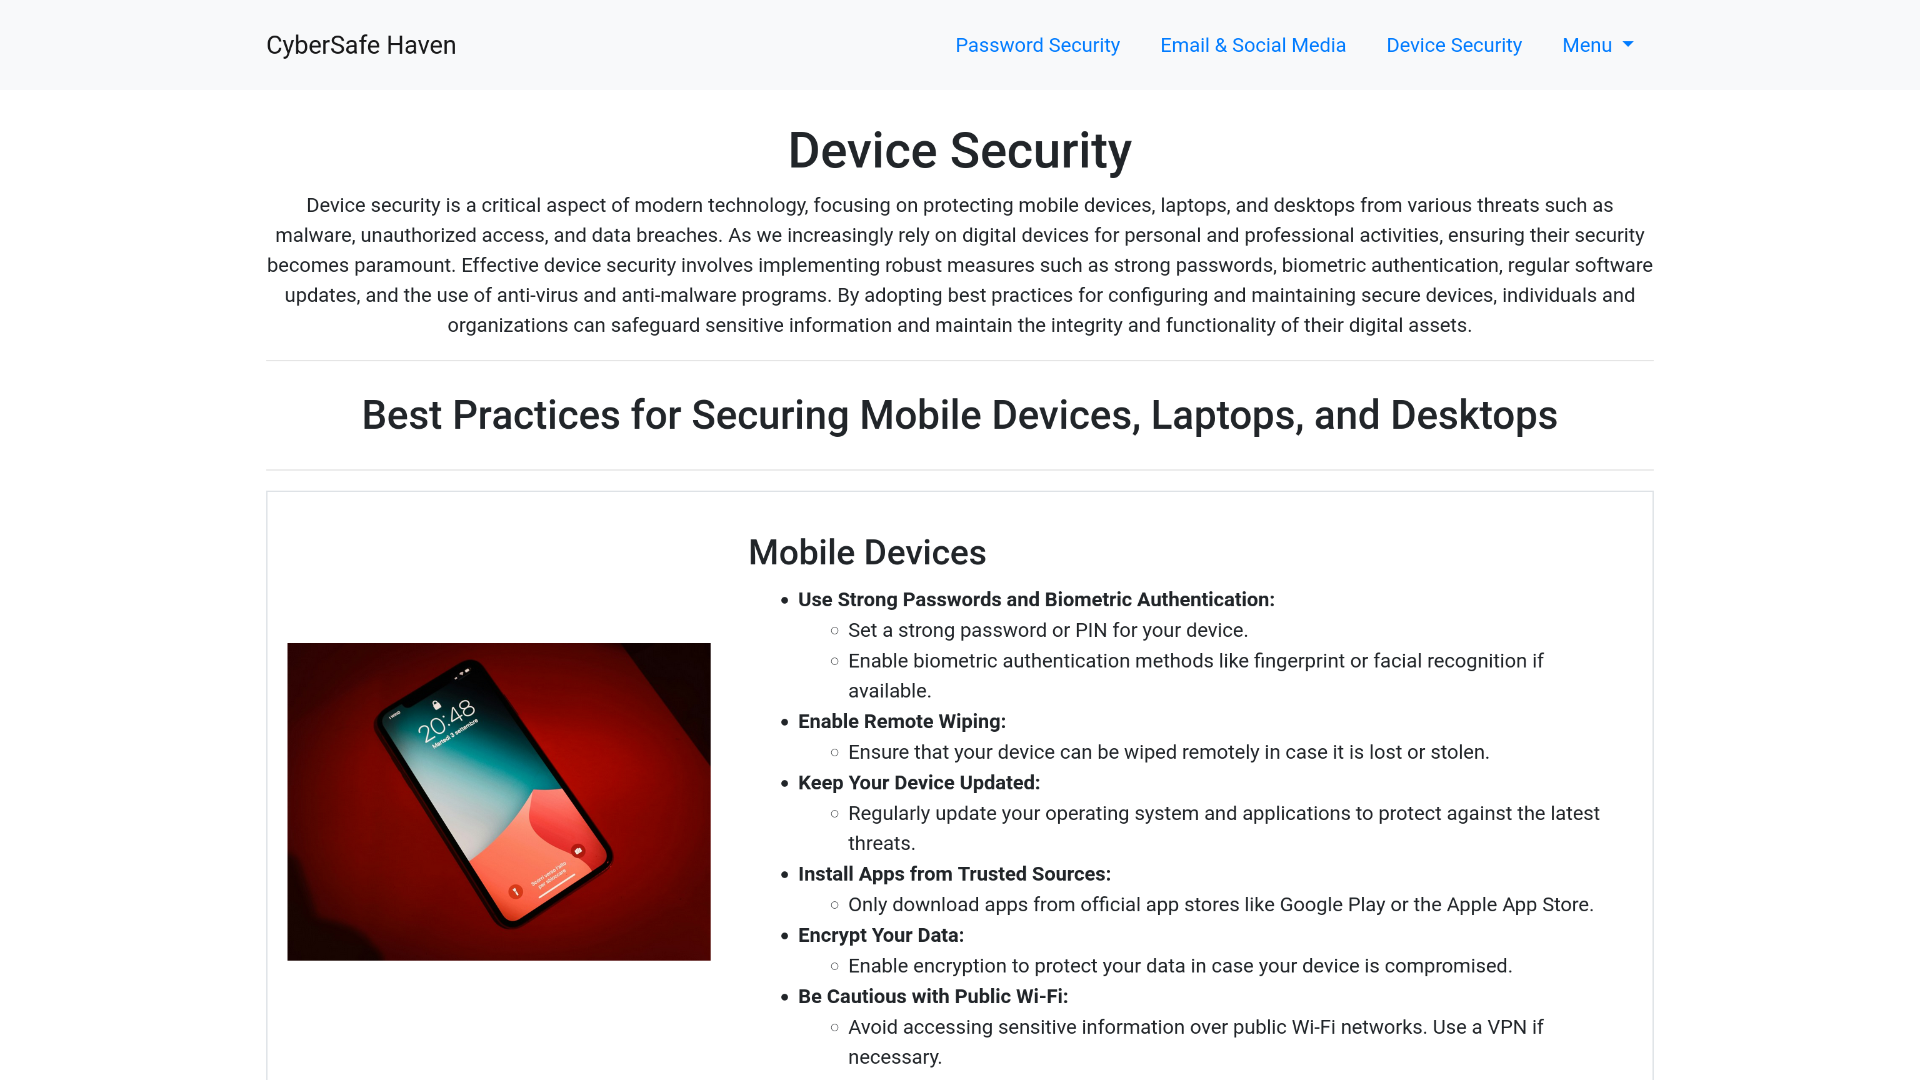 CyberSafe Haven
Password Security
Email & Social Media
Device Security
Menu
Device Security
Device security is a critical aspect of modern technology, focusing on protecting mobile devices, laptops, and desktops from various threats such as
malware, unauthorized access, and data breaches. As we increasingly rely on digital devices for personal and professional activities, ensuring their security
becomes paramount. Effective device security involves implementing robust measures such as strong passwords, biometric authentication, regular software
updates, and the use of anti-virus and anti-malware programs. By adopting best practices for configuring and maintaining secure devices, individuals and
organizations can safeguard sensitive information and maintain the integrity and functionality of their digital assets.
Best Practices for Securing Mobile Devices, Laptops, and Desktops
20:48
Martedì 3 settembre
Mobile Devices
Use Strong Passwords and Biometric Authentication:
Set a strong password or PIN for your device.
Enable biometric authentication methods like fingerprint or facial recognition if
available.
Enable Remote Wiping:
Ensure that your device can be wiped remotely in case it is lost or stolen.
Keep Your Device Updated:
Regularly update your operating system and applications to protect against the latest
threats.
Install Apps from Trusted Sources:
Only download apps from official app stores like Google Play or the Apple App Store.
Encrypt Your Data:
Enable encryption to protect your data in case your device is compromised.
Be Cautious with Public Wi-Fi:
Avoid accessing sensitive information over public Wi-Fi networks. Use a VPN if
necessary.